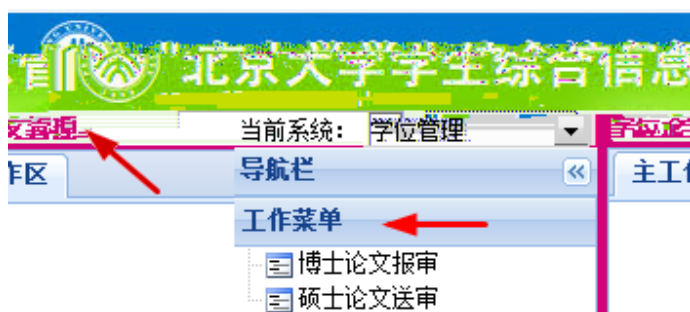 北京大学学生综合信息
当前系统： 学位管理
作区
导航栏
主工作
工作菜单
博士论文报审
硕士论文送审